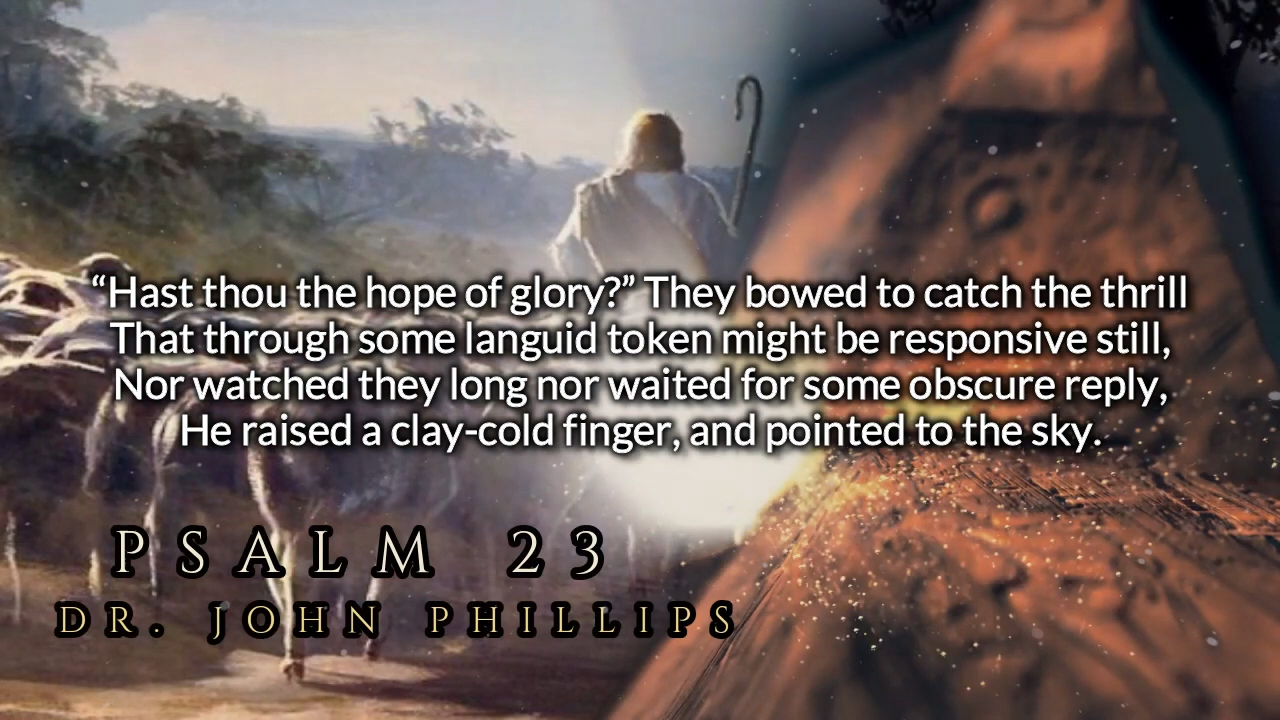 “Hast thou the hope of glory?” They bowed to catch the thrill
That through some languid token might be responsive still,
Nor watched they long nor waited for some obscure reply,
He raised a clay-cold finger, and pointed to the sky.
PSALM 23
DR. JOHN PHILLIPS